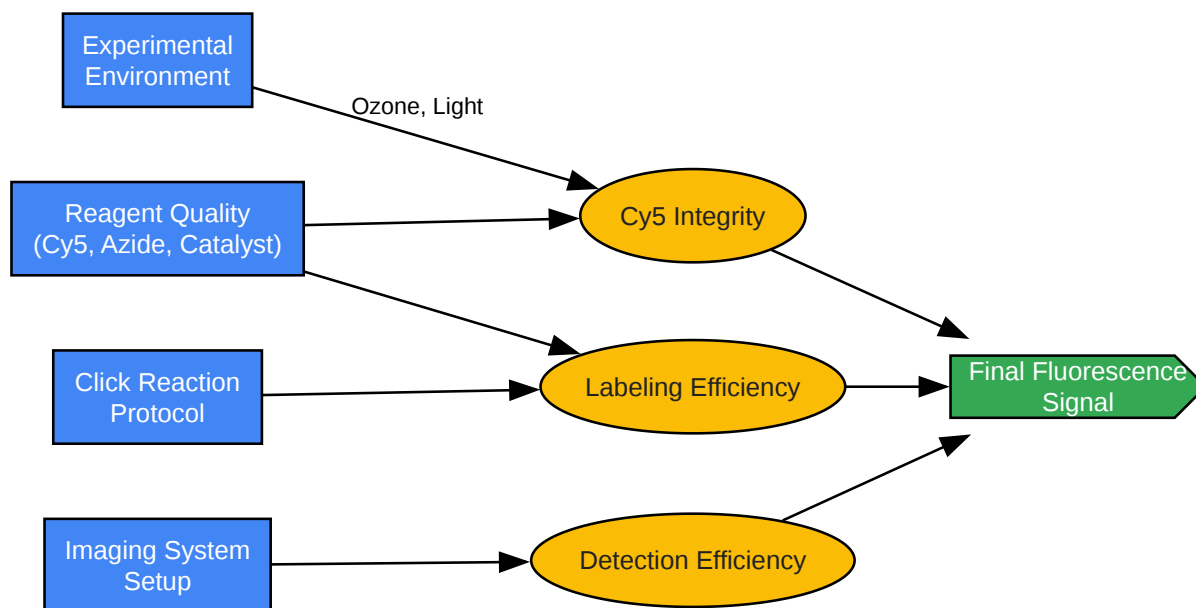 Experimental
Environment
Ozone, Light
Reagent Quality
(Cy5, Azide, Catalyst)
Cy5 Integrity
Click Reaction
Protocol
Labeling Efficiency
Final Fluorescence
Signal
Imaging System
Setup
Detection Efficiency